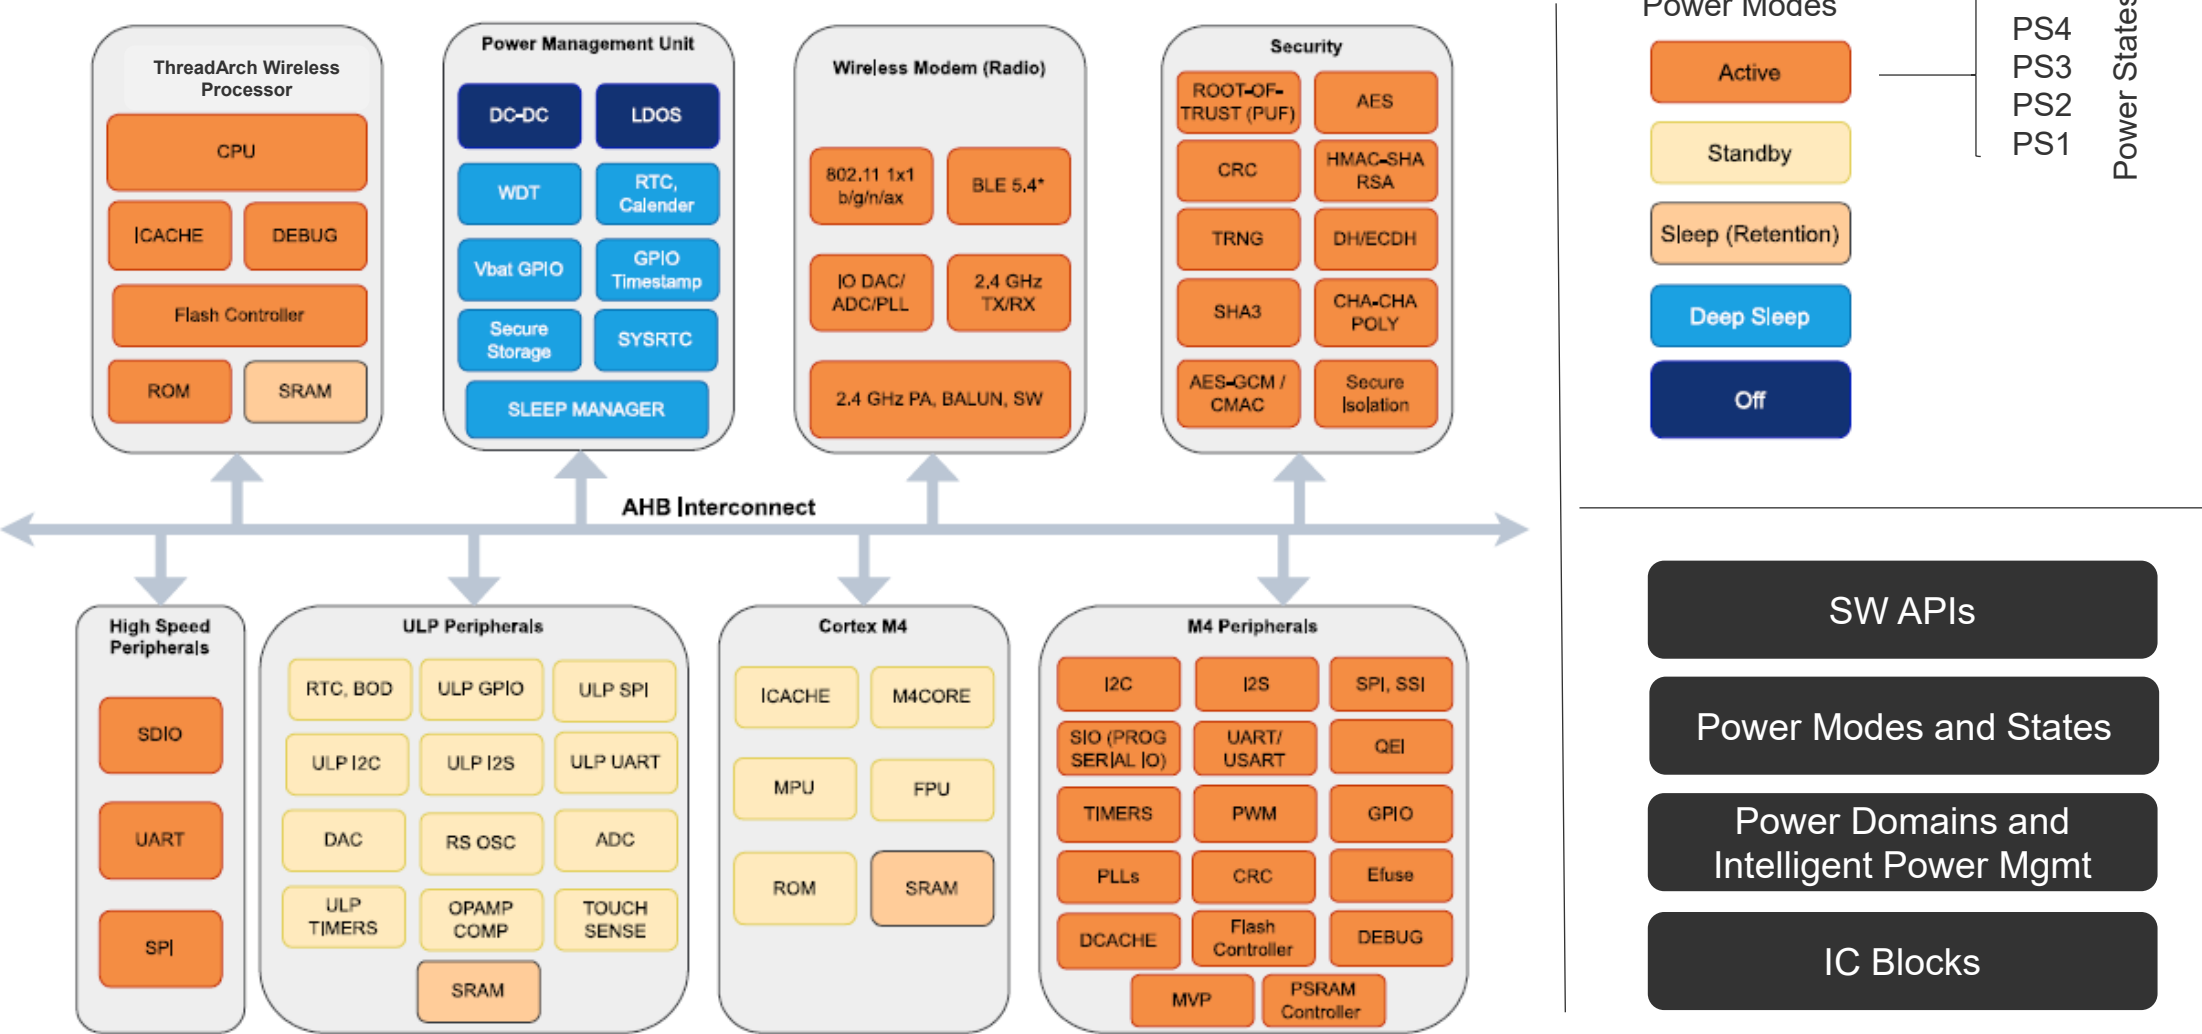 ThreadArch Wireless
Processor
CPU
ICACHE
DEBUG
Flash Controller
ROM
SRAM
Power Management Unit
DC-DC
LDOS
WDT
RTC,
Calender
Vbat GPIO
GPIO
Timestamp
Secure
Storage
SYSRTC
SLEEP MANAGER
Wireless Modem (Radio)
802.11 1x1
b/g/n/ax
BLE 5.4*
IO DAC/
ADC/PLL
2.4 GHz
TX/RX
2.4 GHz PA, BALUN, SW
Security
ROOT-OF-
TRUST (PUF)
AES
CRC
HMAC-SHA
RSA
TRNG
DH/ECDH
SHA3
CHA-CHA
POLY
AES-GCM /
CMAC
Secure
Isolation
AHB Interconnect
High Speed
Peripherals
SDIO
UART
SPI
ULP Peripherals
RTC, BOD
ULP GPIO
ULP SPI
ULP I2C
ULP I2S
ULP UART
DAC
RS OSC
ADC
ULP
TIMERS
OPAMP
COMP
TOUCH
SENSE
SRAM
Cortex M4
ICACHE
M4CORE
MPU
FPU
ROM
SRAM
M4 Peripherals
I2C
I2S
SPI, SSI
SIO (PROG
SERIAL IO)
UART/
USART
QEI
TIMERS
PWM
GPIO
PLLs
CRC
Efuse
DCACHE
Flash
Controller
DEBUG
MVP
PSRAM
Controller
Power Modes
Active
Standby
Sleep (Retention)
Deep Sleep
Off
PS4
PS3
PS2
PS1
Power States
SW APIs
Power Modes and States
Power Domains and
Intelligent Power Mgmt
IC Blocks